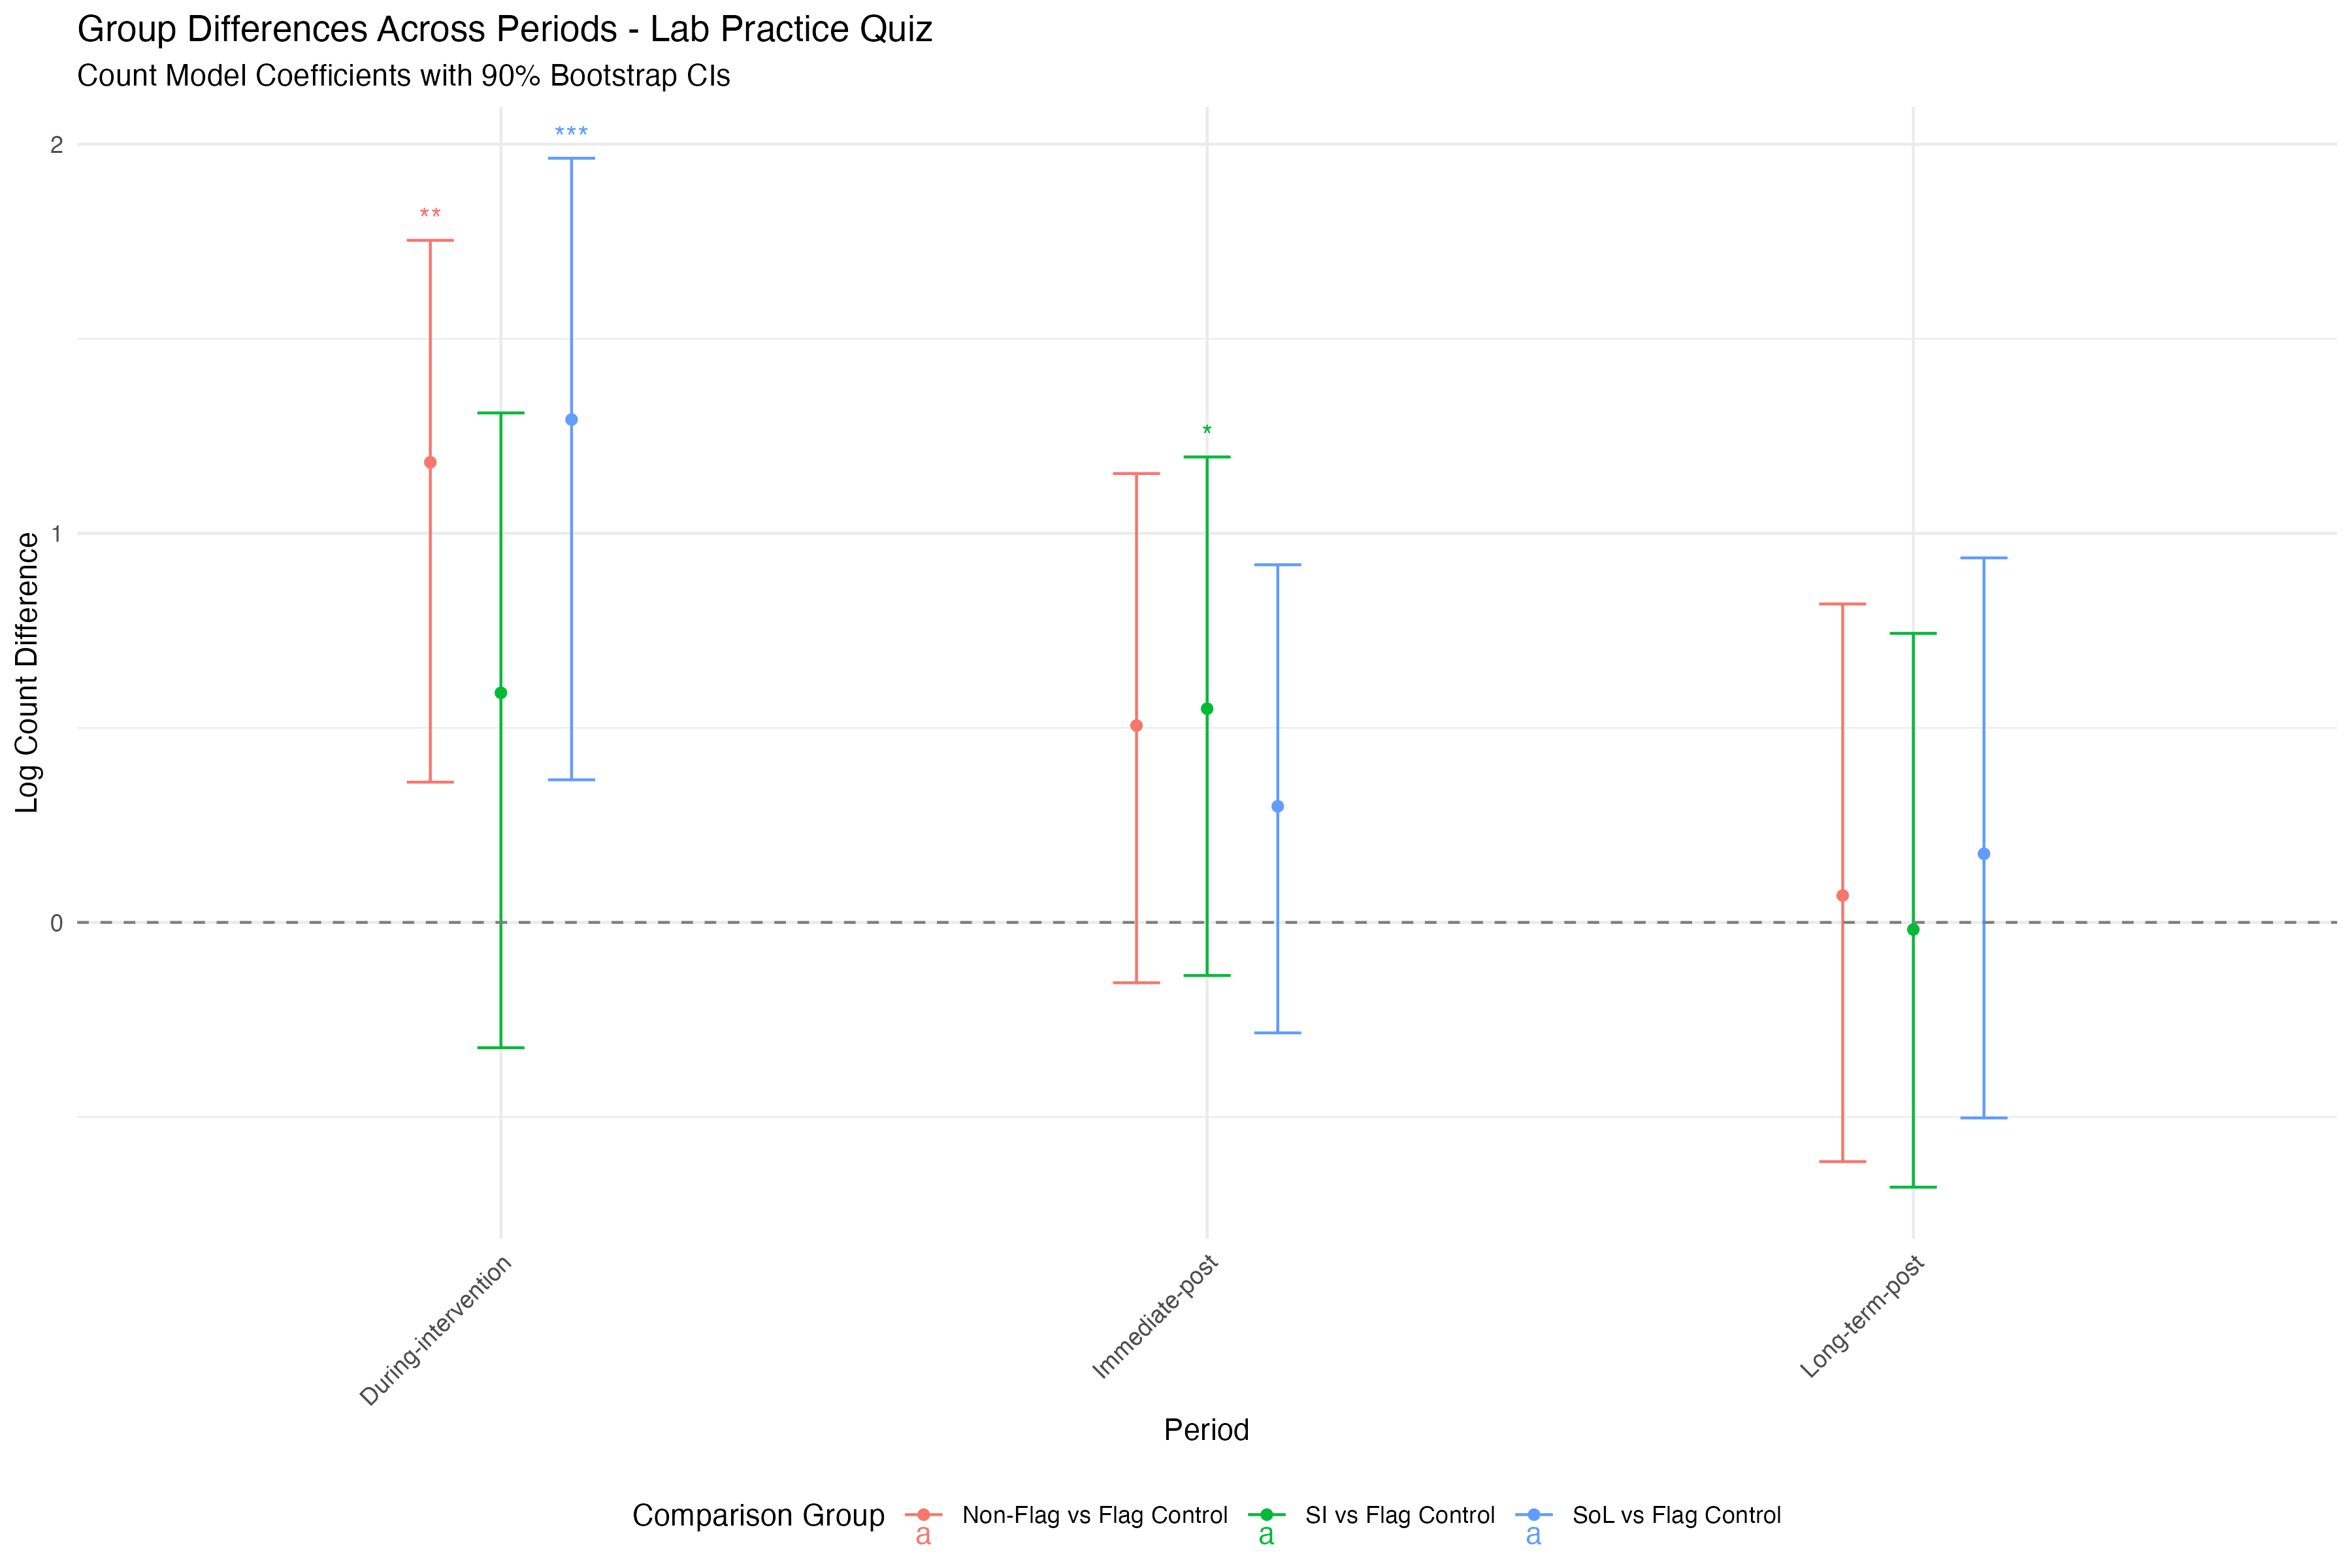 Group Differences Across Periods - Lab Practice Quiz
Count Model Coefficients with 90% Bootstrap CIs
***
2
**
*
1
Log Count Difference
0
During-intervention
Immediate-post
Long-term-post
Period
Comparison Group
a Non-Flag vs Flag Control
a SI vs Flag Control
a SoL vs Flag Control